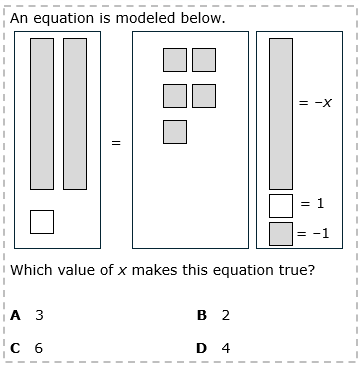 An equation is modeled below.
=
= –x
= 1
= –1
Which value of x makes this equation true?
A 3
B 2
C 6
D 4